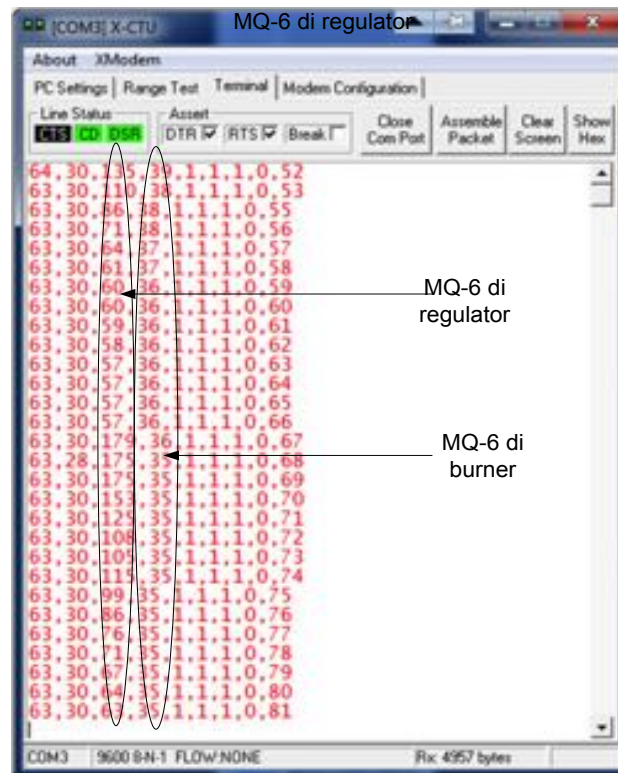 MQ-6 di regulator
[COM3] X-CTU
About XModem
PC Settings Range Test Terminal Modem Configuration
Line Status
CTS CD DSR
Assert
DTR RTS Break
Close Com Port
Assemble Packet
Clear Screen
Show Hex
64,30,135,39,1,1,1,0,52
63,30,110,38,1,1,1,0,53
63,30,86,38,1,1,1,0,55
63,30,71,38,1,1,1,0,56
63,30,64,37,1,1,1,0,57
63,30,61,37,1,1,1,0,58
63,30,60,36,1,1,1,0,59
63,30,60,36,1,1,1,0,60
63,30,59,36,1,1,1,0,61
63,30,58,36,1,1,1,0,62
63,30,57,36,1,1,1,0,63
63,30,57,36,1,1,1,0,64
63,30,57,36,1,1,1,0,65
63,30,57,36,1,1,1,0,66
63,30,179,36,1,1,1,0,67
63,28,175,35,1,1,1,0,68
63,30,175,35,1,1,1,0,69
63,30,153,35,1,1,1,0,70
63,30,125,35,1,1,1,0,71
63,30,108,35,1,1,1,0,72
63,30,105,35,1,1,1,0,73
63,30,115,35,1,1,1,0,74
63,30,99,35,1,1,1,0,75
63,30,86,35,1,1,1,0,76
63,30,76,35,1,1,1,0,77
63,30,71,35,1,1,1,0,78
63,30,67,35,1,1,1,0,79
63,30,64,35,1,1,1,0,80
63,30,63,35,1,1,1,0,81
MQ-6 di
regulator
MQ-6 di
burner
COM3 9600 8-N-1 FLOW:NONE Rx: 4957 bytes